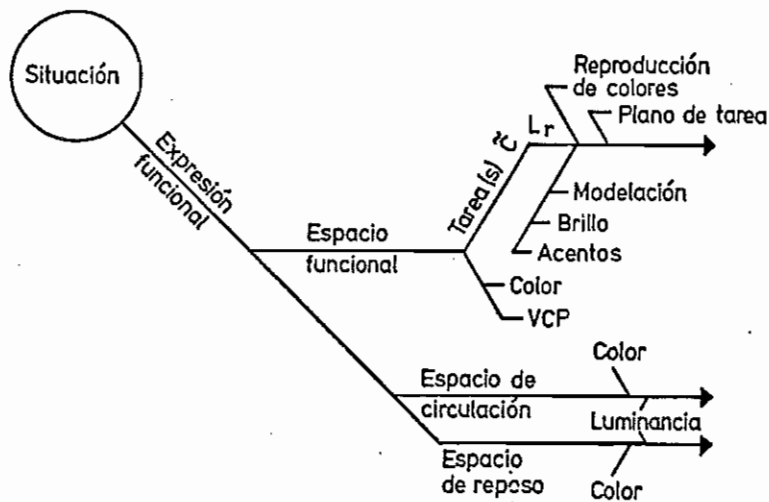 Situación
Expresión
funcional
Reproducción
de colores
Plano de tarea
Lr
C̃
Tarea(s)
Modelación
Brillo
Acentos
Espacio
funcional
Color
VCP
Color
Espacio de
circulación
Luminancia
Espacio
de reposo
Color